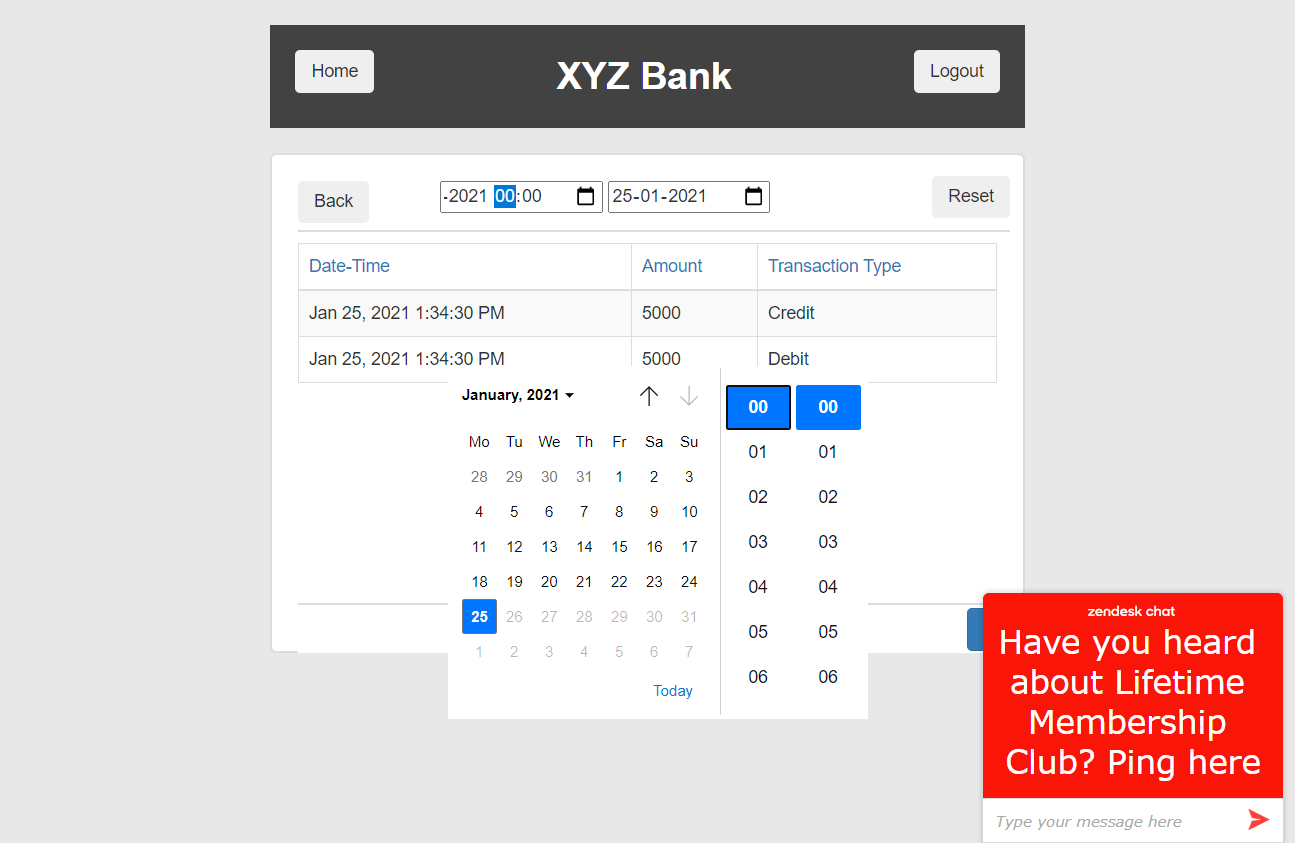 Home XYZ Bank Logout
Back -2021 00:00 25-01-2021 Reset
Date-Time Amount Transaction Type
Jan 25, 2021 1:34:30 PM 5000 Credit
Jan 25, 2021 1:34:30 PM 5000 Debit
January, 2021
Mo Tu We Th Fr Sa Su
28 29 30 31 1 2 3
4 5 6 7 8 9 10
11 12 13 14 15 16 17
18 19 20 21 22 23 24
25 26 27 28 29 30 31
1 2 3 4 5 6 7
Today
00 00
01 01
02 02
03 03
04 04
05 05
06 06
zendesk chat
Have you heard
about Lifetime
Membership
Club? Ping here
Type your message here